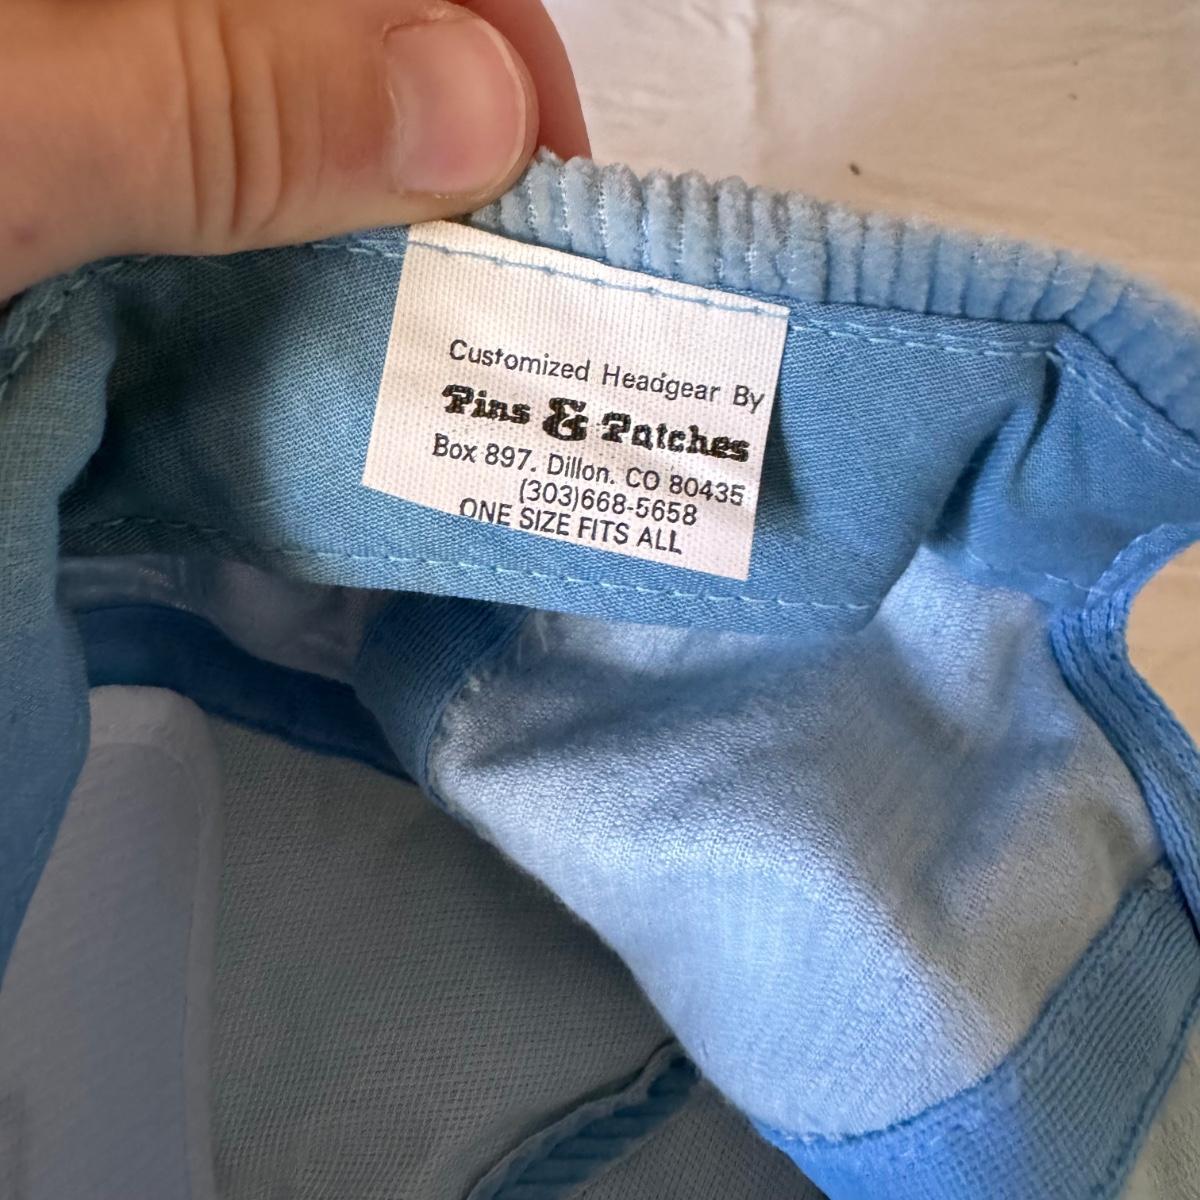 Customized Headgear By
Pins & Patches
Box 897. Dillon. CO 80435
(303)668-5658
ONE SIZE FITS ALL